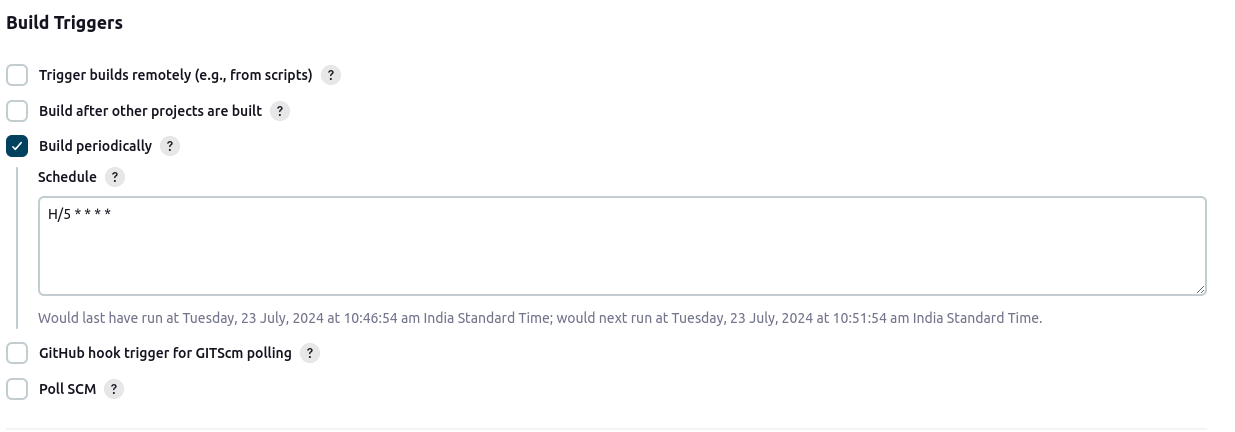 Build Triggers
Trigger builds remotely (e.g., from scripts) ?
Build after other projects are built ?
Build periodically ?
Schedule ?
H/5 * * * *
Would last have run at Tuesday, 23 July, 2024 at 10:46:54 am India Standard Time; would next run at Tuesday, 23 July, 2024 at 10:51:54 am India Standard Time.
GitHub hook trigger for GITScm polling ?
Poll SCM ?